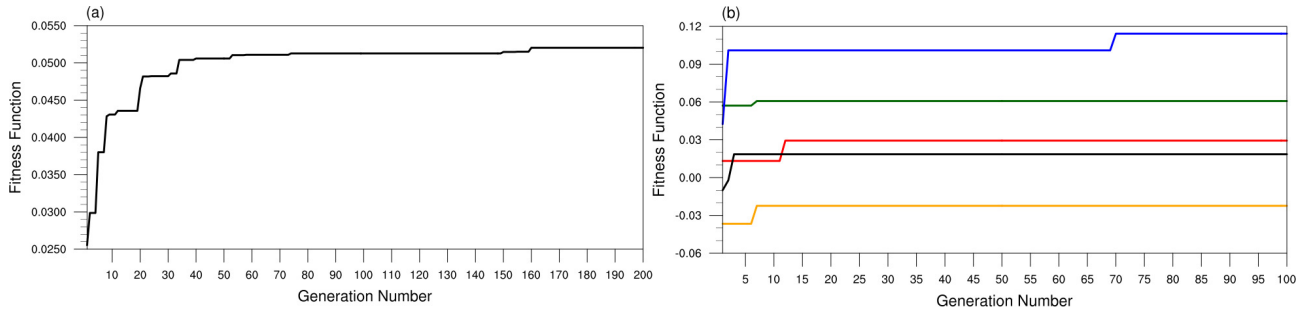 (a)
Fitness Function
0.0550
0.0500
0.0450
0.0400
0.0350
0.0300
0.0250
10 20 30 40 50 60 70 80 90 100 110 120 130 140 150 160 170 180 190 200
Generation Number
(b)
Fitness Function
0.12
0.09
0.06
0.03
0.00
-0.03
-0.06
5 10 15 20 25 30 35 40 45 50 55 60 65 70 75 80 85 90 95 100
Generation Number